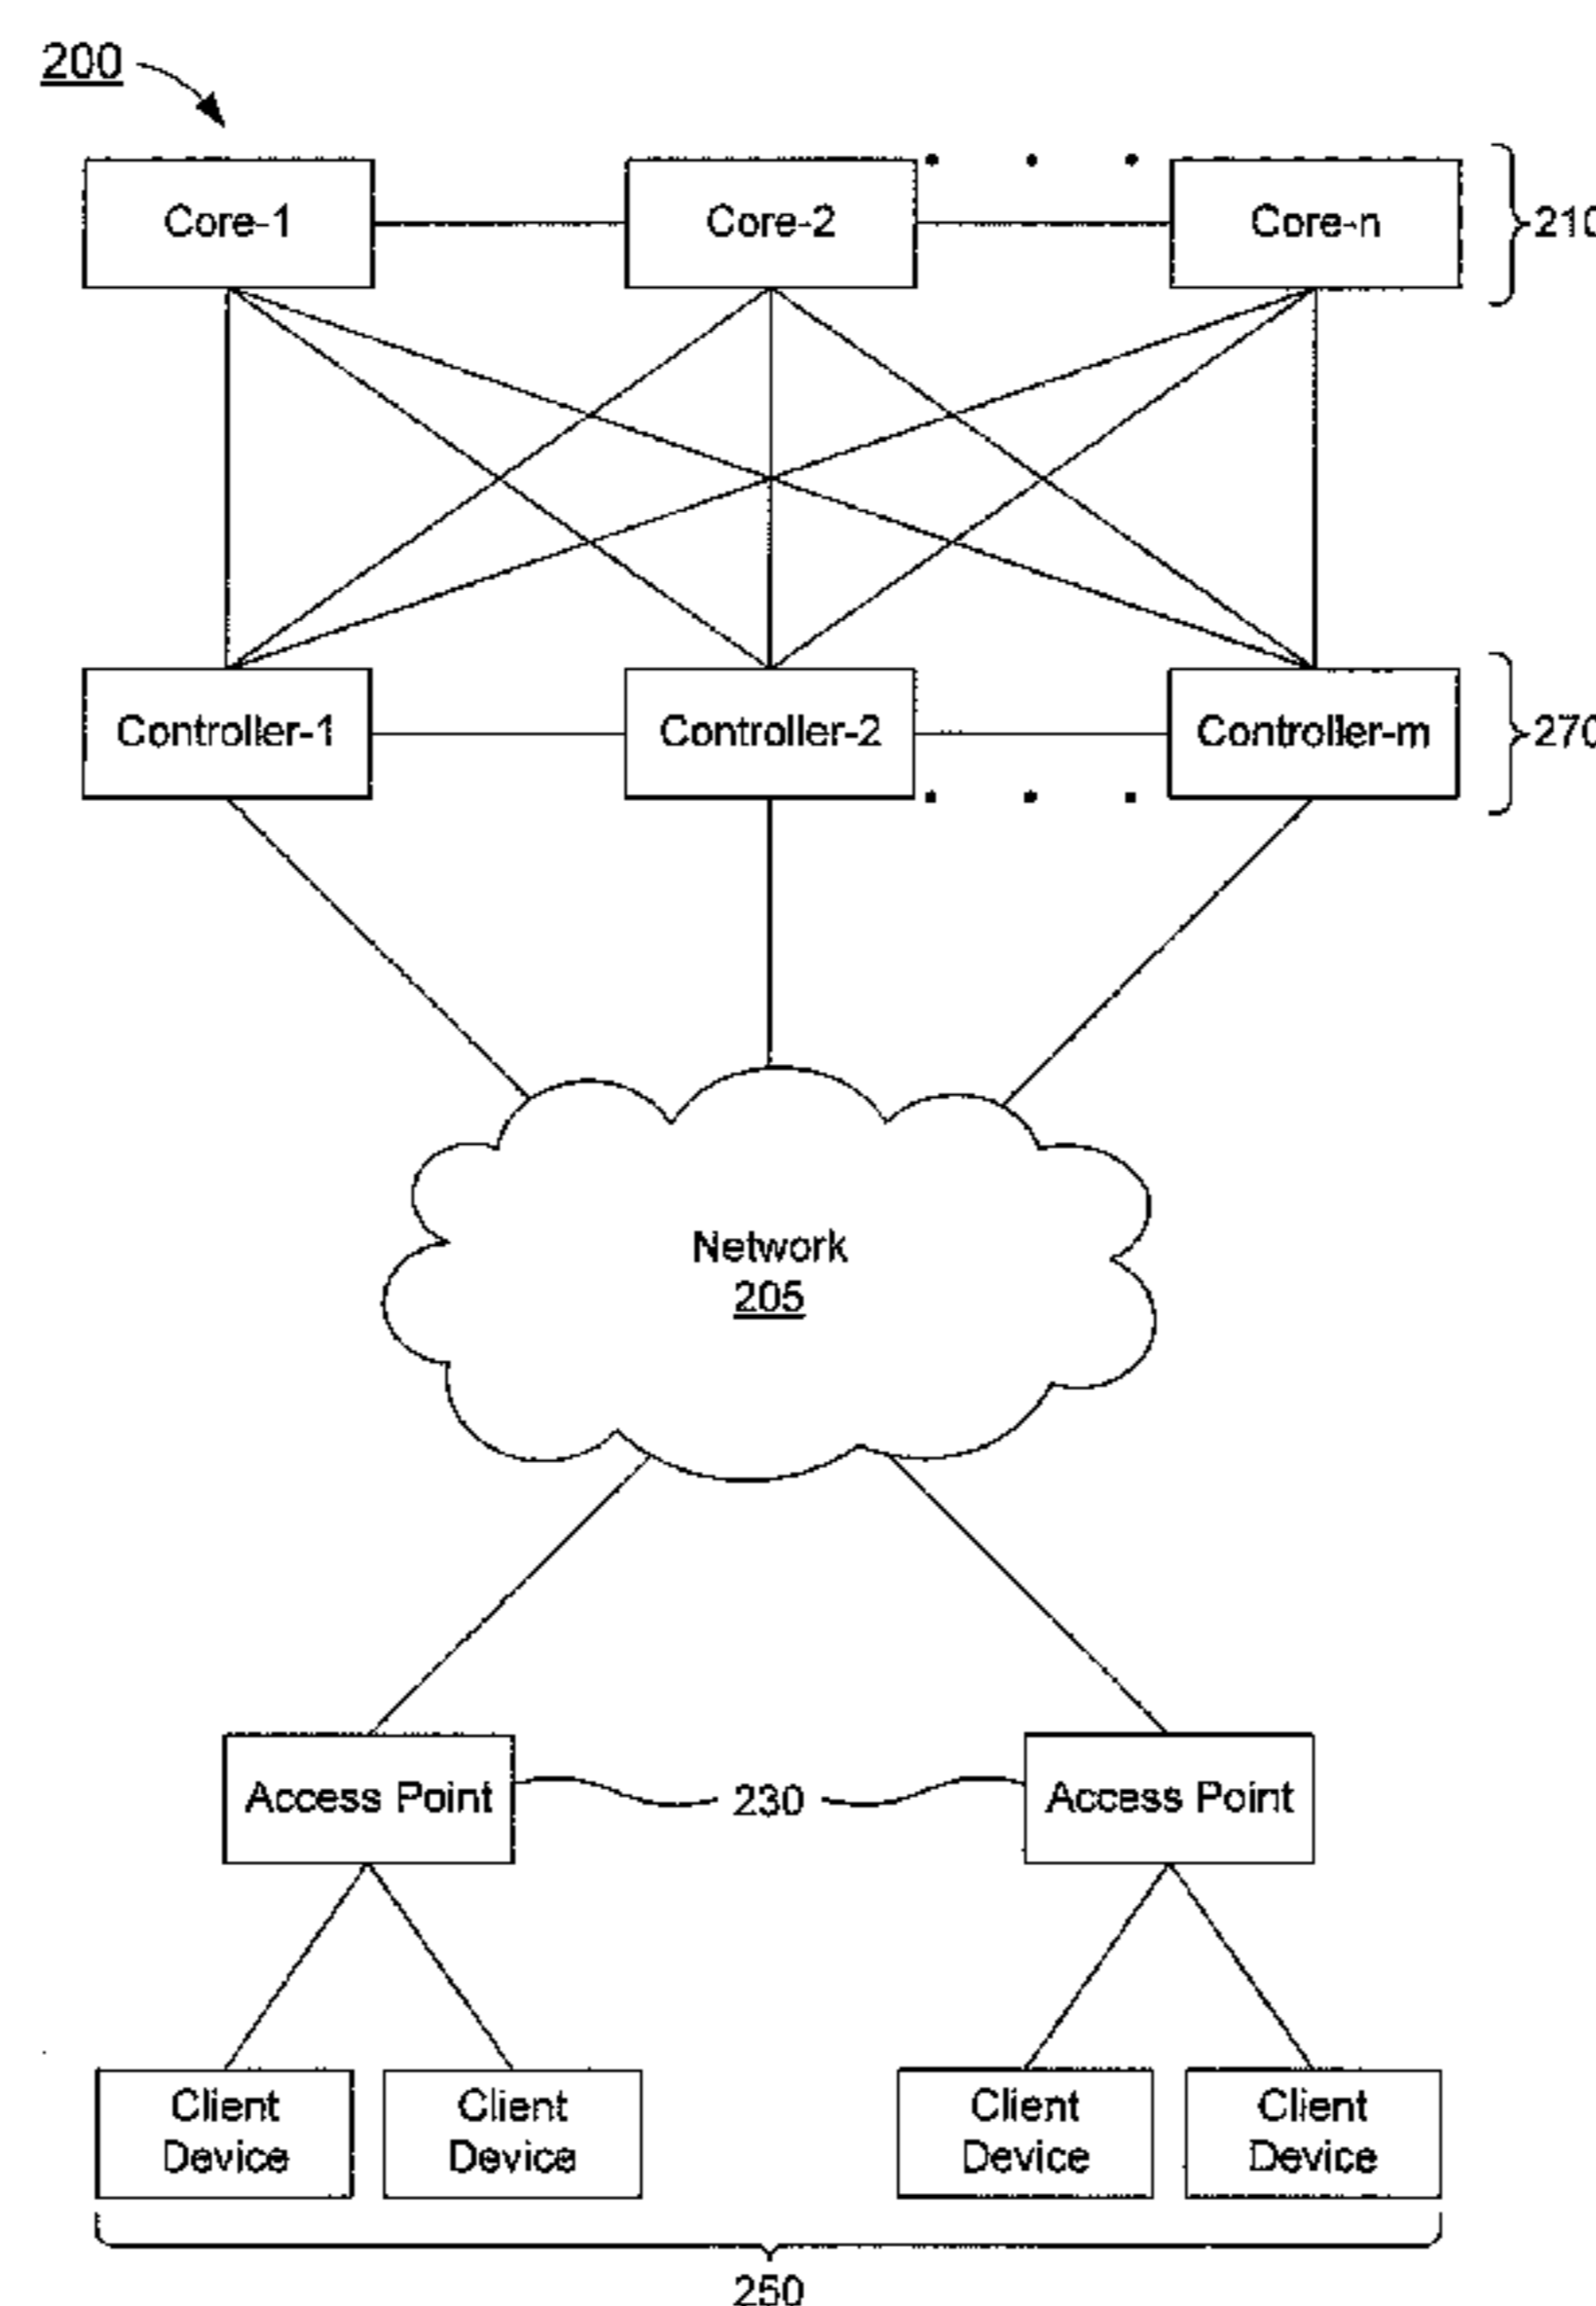 200
Core-1
Core-2
Core-n
210
Controller-1
Controller-2
Controller-m
270
Network
205
Access Point
230
Access Point
Client
Device
Client
Device
Client
Device
Client
Device
250